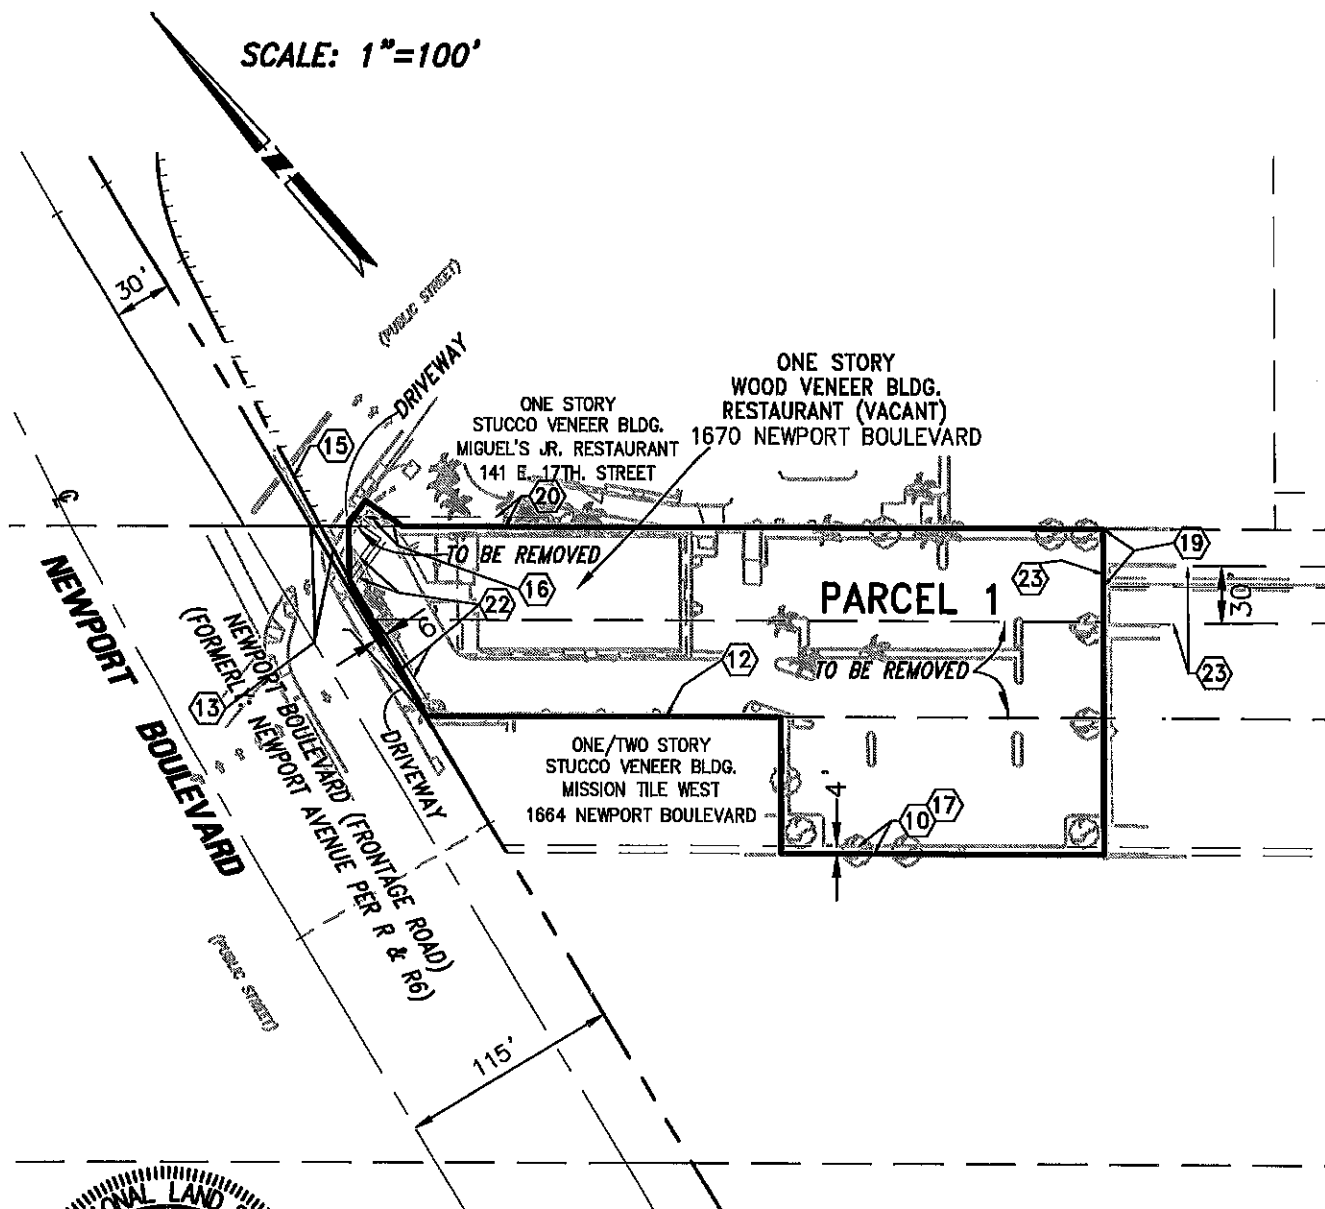 SCALE: 1"=100'
30'
(PUBLIC STREET)
DRIVEWAY
ONE STORY
WOOD VENEER BLDG.
RESTAURANT (VACANT)
1670 NEWPORT BOULEVARD
ONE STORY
STUCCO VENEER BLDG.
MIGUEL'S JR. RESTAURANT
141 E. 17TH. STREET
15
20
TO BE REMOVED
16
22
19
23
30'
PARCEL 1
6'
12
TO BE REMOVED
23
13
NEWPORT BOULEVARD
NEWPORT BOULEVARD (FRONTAGE ROAD)
(FORMERLY: NEWPORT AVENUE PER R & R6)
DRIVEWAY
ONE/TWO STORY
STUCCO VENEER BLDG.
MISSION TILE WEST
1664 NEWPORT BOULEVARD
4'
10
17
(PUBLIC STREET)
115'
ONAL LAND S